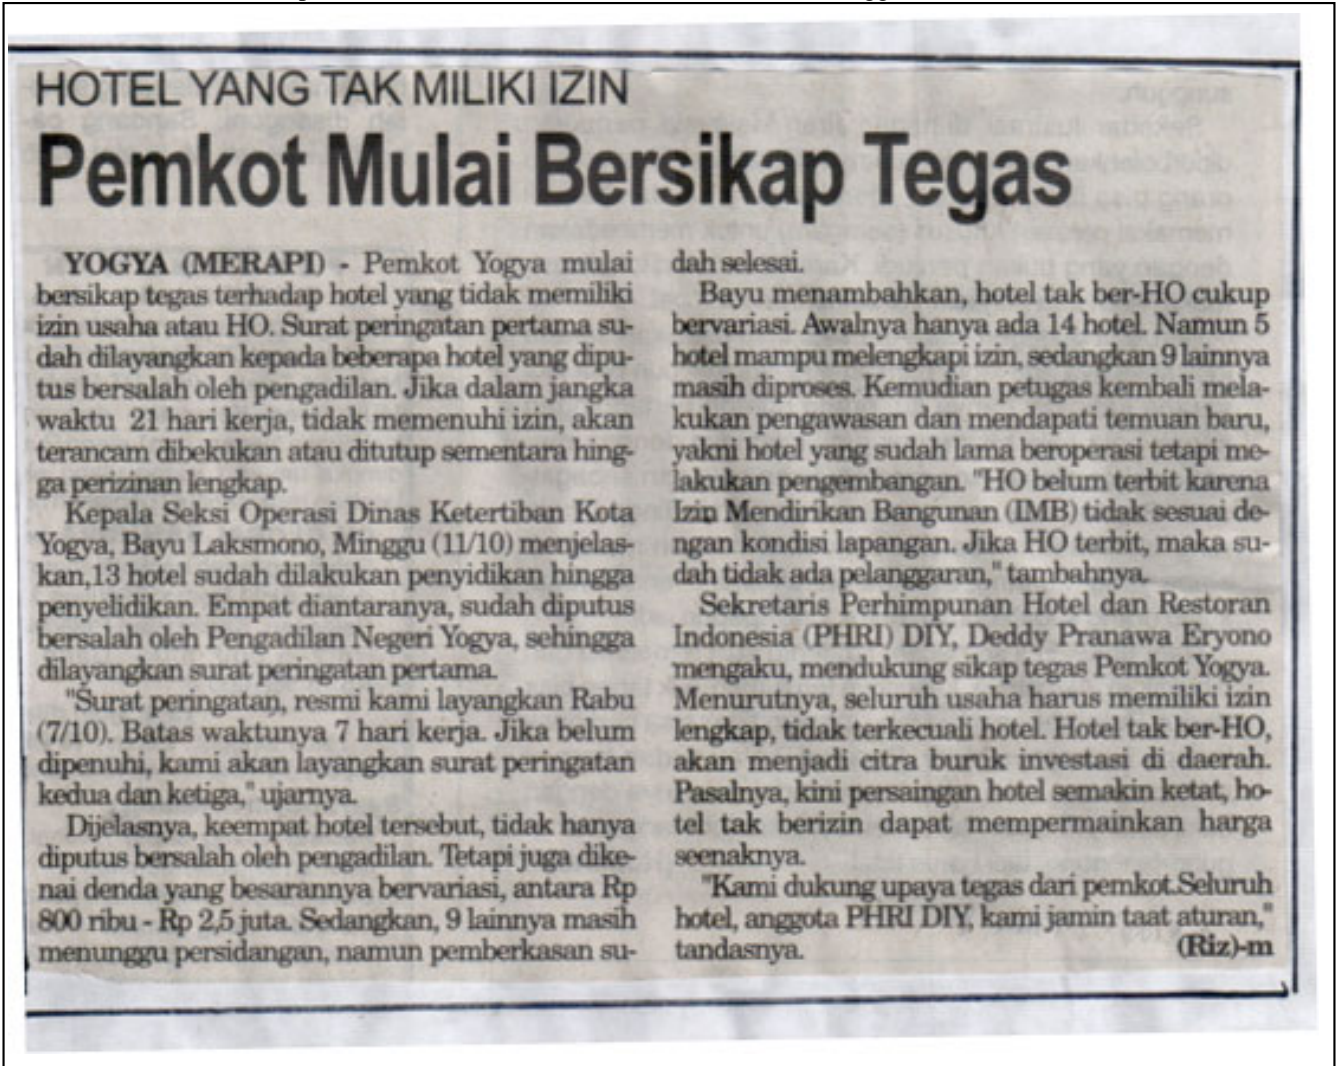 HOTEL YANG TAK MILIKI IZIN
Pemkot Mulai Bersikap Tegas
YOGYA (MERAPI) - Pemkot Yogya mulai
bersikap tegas terhadap hotel yang tidak memiliki
izin usaha atau HO. Surat peringatan pertama su-
dah dilayangkan kepada beberapa hotel yang dipu-
tus bersalah oleh pengadilan. Jika dalam jangka
waktu 21 hari kerja, tidak memenuhi izin, akan
terancam dibekukan atau ditutup sementara hing-
ga perizinan lengkap.
Kepala Seksi Operasi Dinas Ketertiban Kota
Yogya, Bayu Laksmono, Minggu (11/10) menjelas-
kan,13 hotel sudah dilakukan penyidikan hingga
penyelidikan. Empat diantaranya, sudah diputus
bersalah oleh Pengadilan Negeri Yogya, sehingga
dilayangkan surat peringatan pertama.
"Surat peringatan, resmi kami layangkan Rabu
(7/10). Batas waktunya 7 hari kerja. Jika belum
dipenuhi, kami akan layangkan surat peringatan
kedua dan ketiga," ujarnya.
Dijelasnya, keempat hotel tersebut, tidak hanya
diputus bersalah oleh pengadilan. Tetapi juga dike-
nai denda yang besarannya bervariasi, antara Rp
800 ribu - Rp 2,5 juta. Sedangkan, 9 lainnya masih
menunggu persidangan, namun pemberkasan su-
dah selesai.
Bayu menambahkan, hotel tak ber-HO cukup
bervariasi. Awalnya hanya ada 14 hotel. Namun 5
hotel mampu melengkapi izin, sedangkan 9 lainnya
masih diproses. Kemudian petugas kembali mela-
kukan pengawasan dan mendapati temuan baru,
yakni hotel yang sudah lama beroperasi tetapi me-
lakukan pengembangan. "HO belum terbit karena
Izin Mendirikan Bangunan (IMB) tidak sesuai de-
ngan kondisi lapangan. Jika HO terbit, maka su-
dah tidak ada pelanggaran," tambahnya.
Sekretaris Perhimpunan Hotel dan Restoran
Indonesia (PHRI) DIY, Deddy Pranawa Eryono
mengaku, mendukung sikap tegas Pemkot Yogya.
Menurutnya, seluruh usaha harus memiliki izin
lengkap, tidak terkecuali hotel. Hotel tak ber-HO,
akan menjadi citra buruk investasi di daerah.
Pasalnya, kini persaingan hotel semakin ketat, ho-
tel tak berizin dapat mempermainkan harga
seenaknya.
"Kami dukung upaya tegas dari pemkot.Seluruh
hotel, anggota PHRI DIY, kami jamin taat aturan,"
tandasnya. (Riz)-m